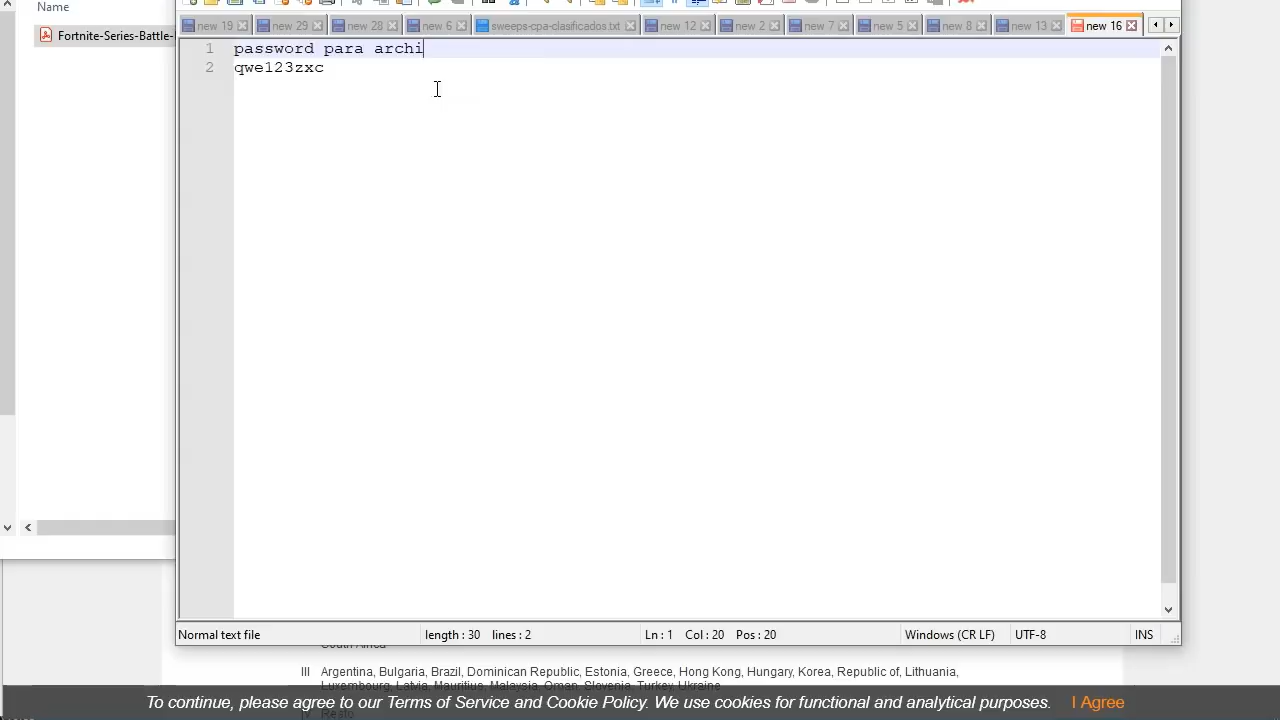 Name
Fortnite-Series-Battle-
new 19
new 29
new 28
new 6
sweeps-cpa-clasificados.txt
new 12
new 2
new 7
new 5
new 8
new 13
new 16
1 password para archi
2 qwe123zxc
Normal text file
length : 30 lines : 2
Ln : 1 Col : 20 Pos : 20
Windows (CR LF)
UTF-8
INS
South Africa
III Argentina, Bulgaria, Brazil, Dominican Republic, Estonia, Greece, Hong Kong, Hungary, Korea, Republic of, Lithuania,
Luxembourg, Latvia, Mauritius, Malaysia, Oman, Slovenia, Turkey, Ukraine
To continue, please agree to our Terms of Service and Cookie Policy. We use cookies for functional and analytical purposes.
I Agree